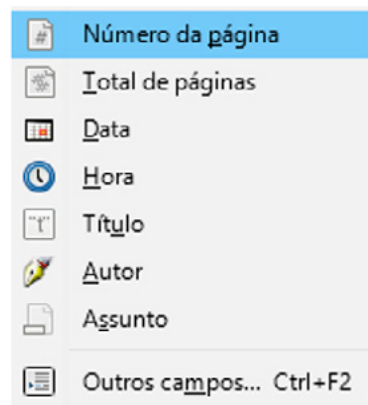 Número da página
Total de páginas
Data
Hora
Título
Autor
Assunto
Outros campos... Ctrl+F2